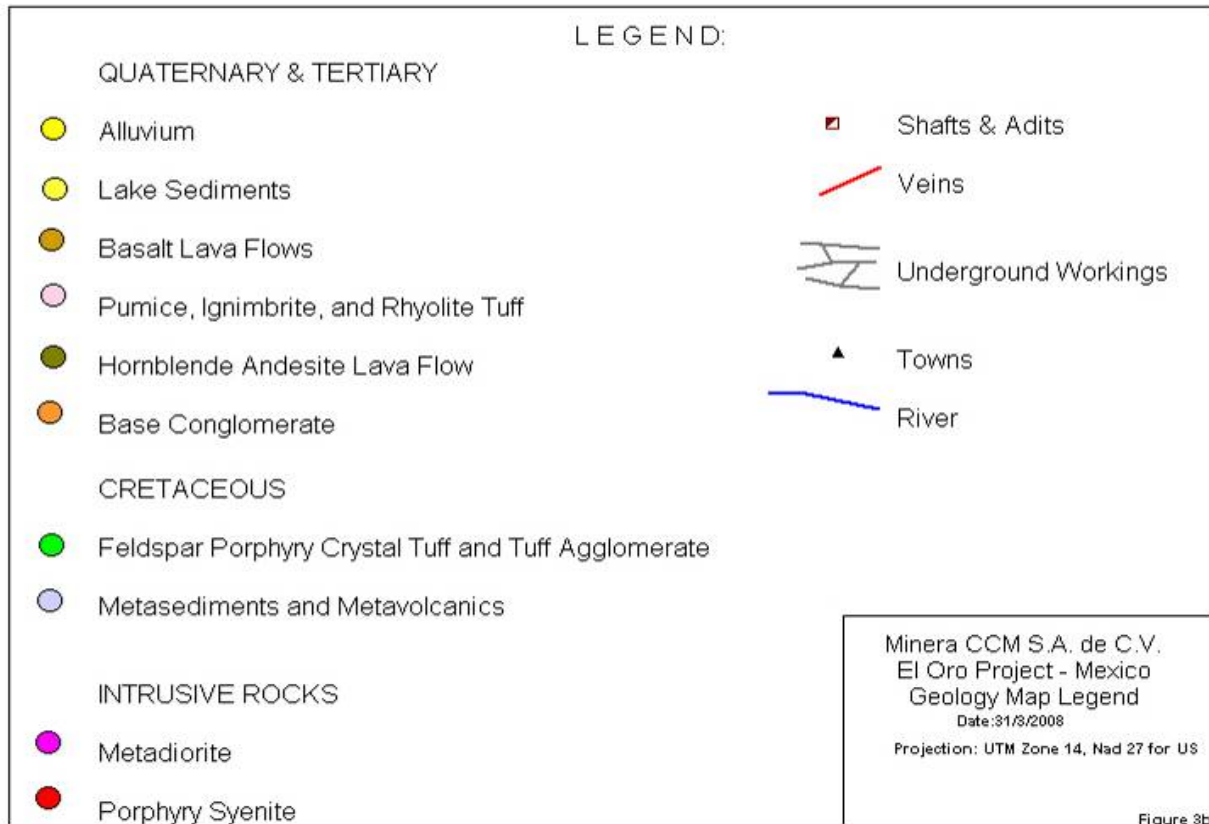 LEGEND:
QUATERNARY & TERTIARY
Alluvium
Lake Sediments
Basalt Lava Flows
Pumice, Ignimbrite, and Rhyolite Tuff
Hornblende Andesite Lava Flow
Base Conglomerate
CRETACEOUS
Feldspar Porphyry Crystal Tuff and Tuff Agglomerate
Metasediments and Metavolcanics
INTRUSIVE ROCKS
Metadiorite
Porphyry Syenite
Shafts & Adits
Veins
Underground Workings
Towns
River
Minera CCM S.A. de C.V.
El Oro Project - Mexico
Geology Map Legend
Date:31/3/2008
Projection: UTM Zone 14, Nad 27 for US
Figure 3b